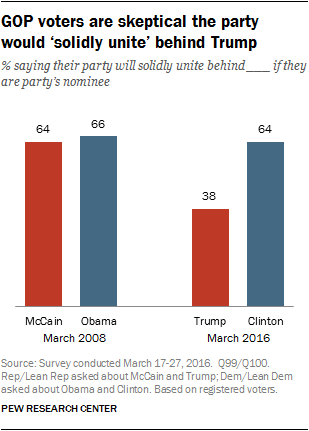 GOP voters are skeptical the party
would ‘solidly unite’ behind Trump
% saying their party will solidly unite behind ___ if they
are party’s nominee
64
66
38
64
McCain
Obama
Trump
Clinton
March 2008
March 2016
Source: Survey conducted March 17-27, 2016. Q99/Q100.
Rep/Lean Rep asked about McCain and Trump; Dem/Lean Dem
asked about Obama and Clinton. Based on registered voters.
PEW RESEARCH CENTER